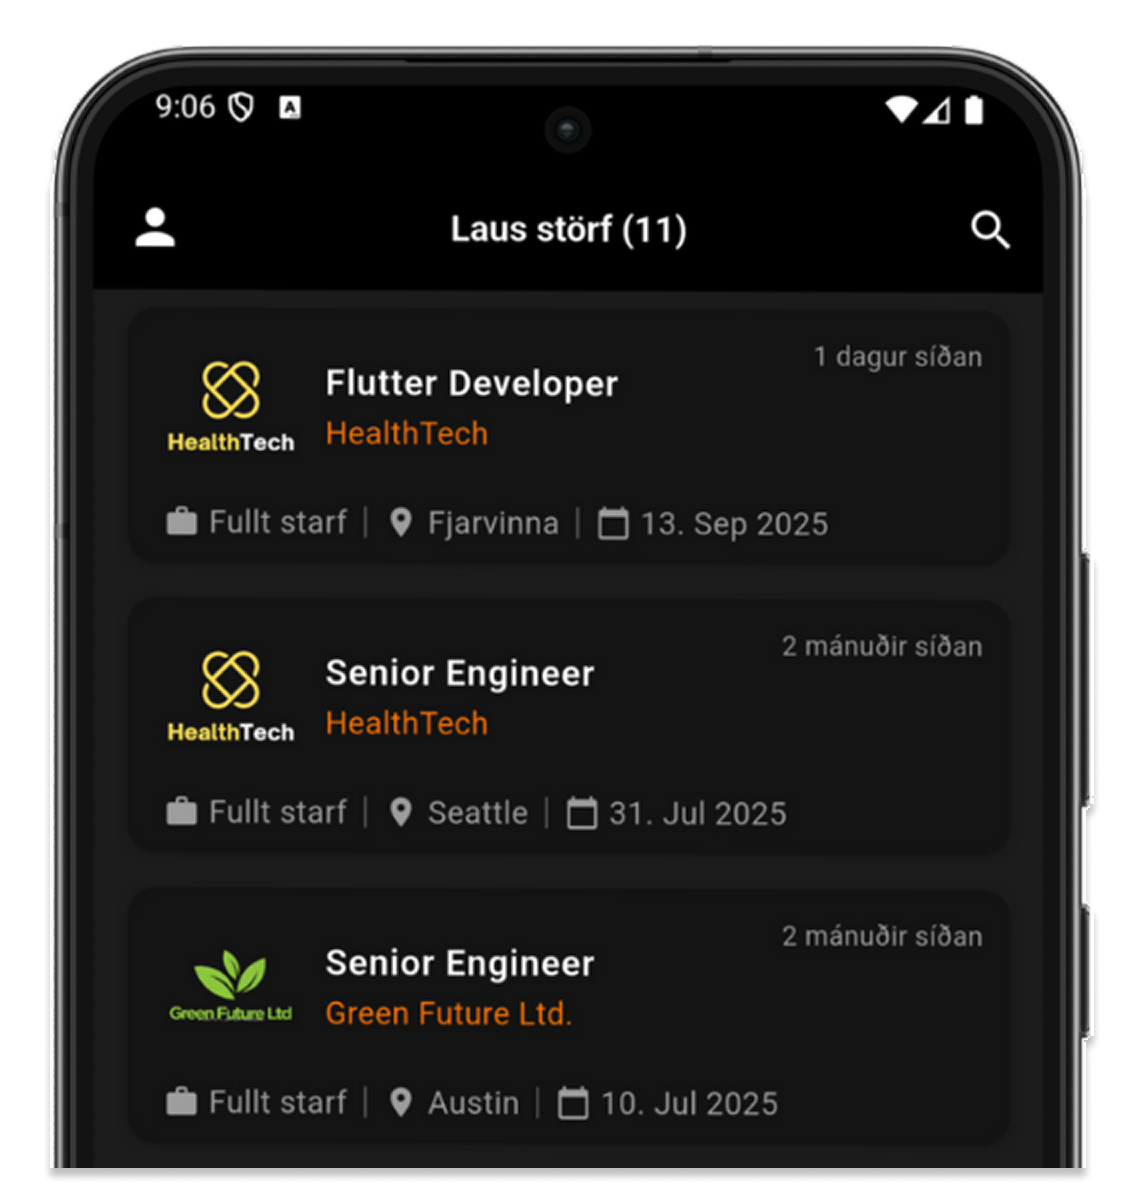 9:06
A
Laus störf (11)
1 dagur síðan
Flutter Developer
HealthTech
HealthTech
Fullt starf | Fjarvinna | 13. Sep 2025
2 mánuðir síðan
Senior Engineer
HealthTech
HealthTech
Fullt starf | Seattle | 31. Jul 2025
2 mánuðir síðan
Senior Engineer
Green Future Ltd.
Green Future Ltd
Fullt starf | Austin | 10. Jul 2025